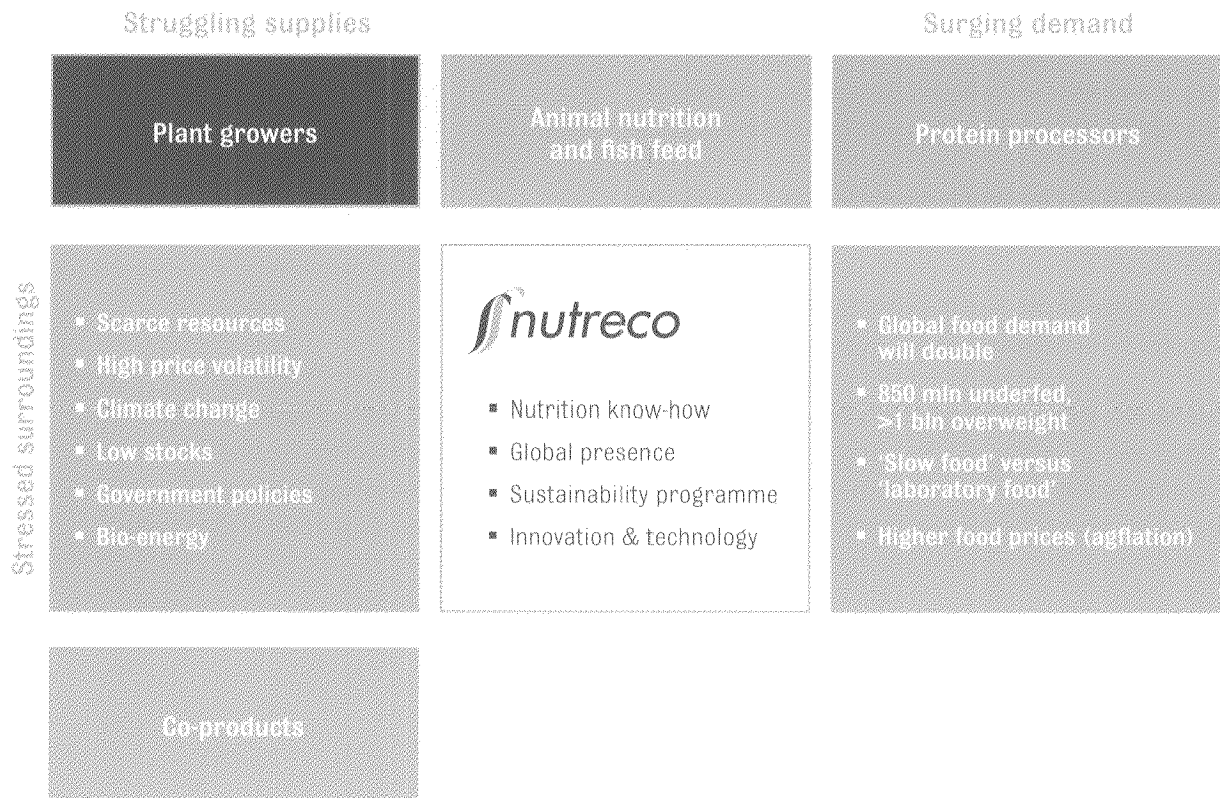 Struggling supplies
Surging demand
Plant growers
Animal nutrition
and fish feed
Protein processors
Stressed surroundings
▪ Scarce resources
▪ High price volatility
▪ Climate change
▪ Low stocks
▪ Government policies
▪ Bio-energy
nutreco
▪ Nutrition know-how
▪ Global presence
▪ Sustainability programme
▪ Innovation & technology
▪ Global food demand
will double
▪ 850 mln underfed,
>1 bln overweight
▪ 'Slow food' versus
'laboratory food'
▪ Higher food prices (agflation)
Co-products